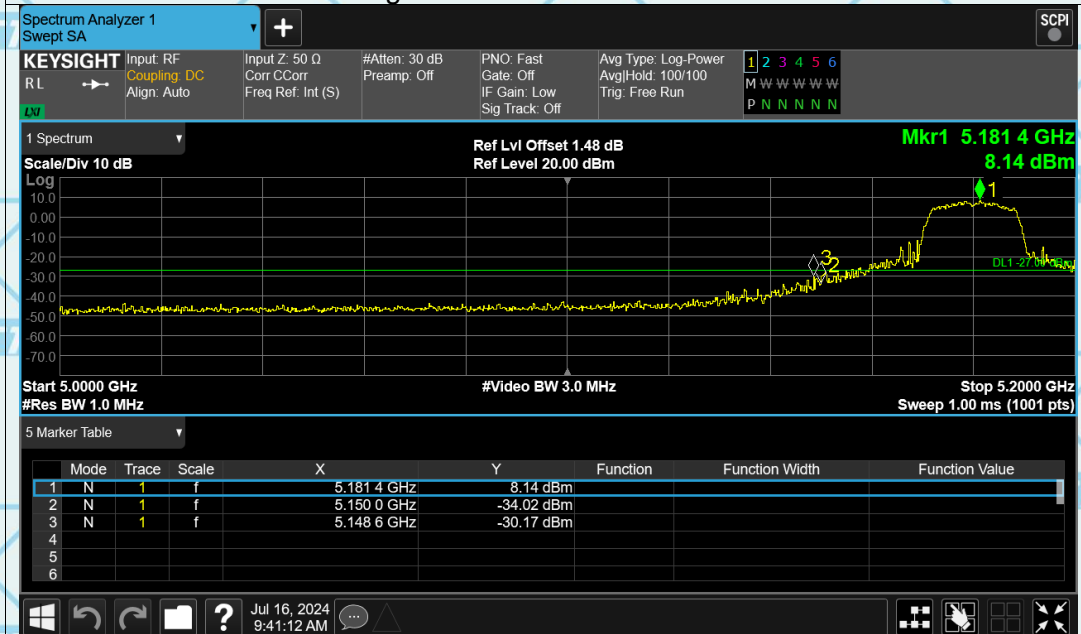 Spectrum Analyzer 1
Swept SA
SCPI
KEYSIGHT Input: RF Input Z: 50 Ω #Atten: 30 dB PNO: Fast Avg Type: Log-Power 1 2 3 4 5 6
RL Coupling: DC Corr CCorr Preamp: Off Gate: Off Avg|Hold: 100/100 M W W W W W
Align: Auto Freq Ref: Int (S) IF Gain: Low Trig: Free Run
LXI Sig Track: Off P N N N N N
1 Spectrum Ref Lvl Offset 1.48 dB Mkr1 5.181 4 GHz
Scale/Div 10 dB Ref Level 20.00 dBm 8.14 dBm
Log
1
10.0
0.00
-10.0
-20.0
3
2
DL1 -27.00 dBm
-30.0
-40.0
-50.0
-60.0
-70.0
Start 5.0000 GHz #Video BW 3.0 MHz Stop 5.2000 GHz
#Res BW 1.0 MHz Sweep 1.00 ms (1001 pts)
5 Marker Table
Mode Trace Scale X Y Function Function Width Function Value
1 N 1 f 5.181 4 GHz 8.14 dBm
2 N 1 f 5.150 0 GHz -34.02 dBm
3 N 1 f 5.148 6 GHz -30.17 dBm
4
5
6
? Jul 16, 2024
9:41:12 AM